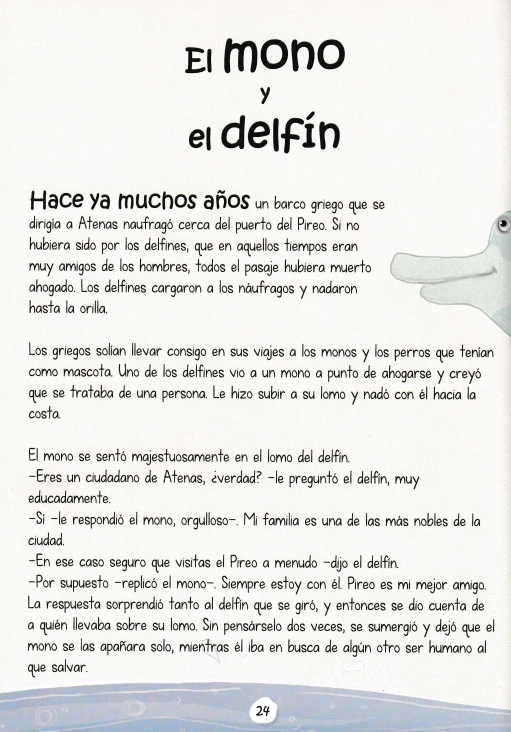 El mono
y
el delfín
Hace ya muchos años un barco griego que se
dirigía a Atenas naufragó cerca del puerto del Pireo. Si no
hubiera sido por los delfines, que en aquellos tiempos eran
muy amigos de los hombres, todos el pasaje hubiera muerto
ahogado. Los delfines cargaron a los náufragos y nadaron
hasta la orilla.
Los griegos solían llevar consigo en sus viajes a los monos y los perros que tenían
como mascota. Uno de los delfines vio a un mono a punto de ahogarse y creyó
que se trataba de una persona. Le hizo subir a su lomo y nadó con él hacia la
costa.
El mono se sentó majestuosamente en el lomo del delfín.
–Eres un ciudadano de Atenas, ¿verdad? –le preguntó el delfín, muy
educadamente.
–Sí –le respondió el mono, orgulloso–. Mi familia es una de las más nobles de la
ciudad.
–En ese caso seguro que visitas el Pireo a menudo –dijo el delfín.
–Por supuesto –replicó el mono–. Siempre estoy con él. Pireo es mi mejor amigo.
La respuesta sorprendió tanto al delfín que se giró, y entonces se dio cuenta de
a quién llevaba sobre su lomo. Sin pensárselo dos veces, se sumergió y dejó que el
mono se las apañara solo, mientras él iba en busca de algún otro ser humano al
que salvar.
24